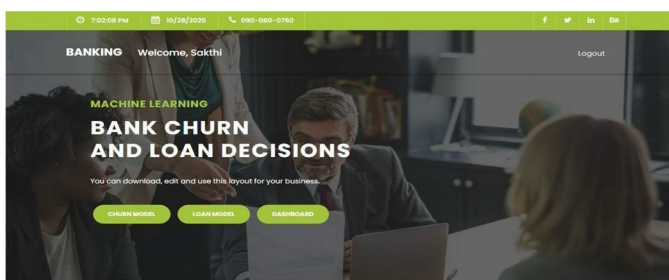 7:02:08 PM 10/28/2025 090-080-0760
BANKING Welcome, Sakthi Logout
MACHINE LEARNING
BANK CHURN
AND LOAN DECISIONS
You can download, edit and use this layout for your business.
CHURN MODEL LOAN MODEL DASHBOARD